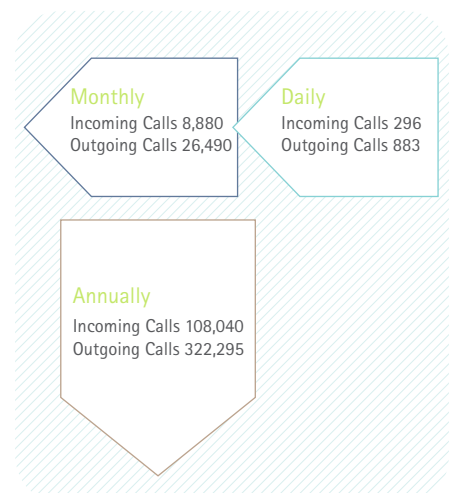 Monthly
Incoming Calls 8,880
Outgoing Calls 26,490
Daily
Incoming Calls 296
Outgoing Calls 883
Annually
Incoming Calls 108,040
Outgoing Calls 322,295